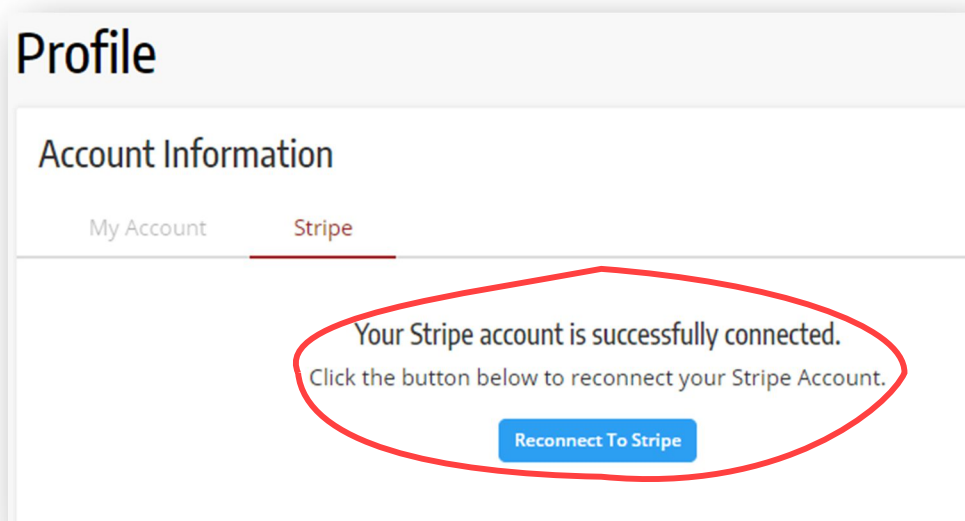 Profile
Account Information
My Account Stripe
Your Stripe account is successfully connected.
Click the button below to reconnect your Stripe Account.
Reconnect To Stripe